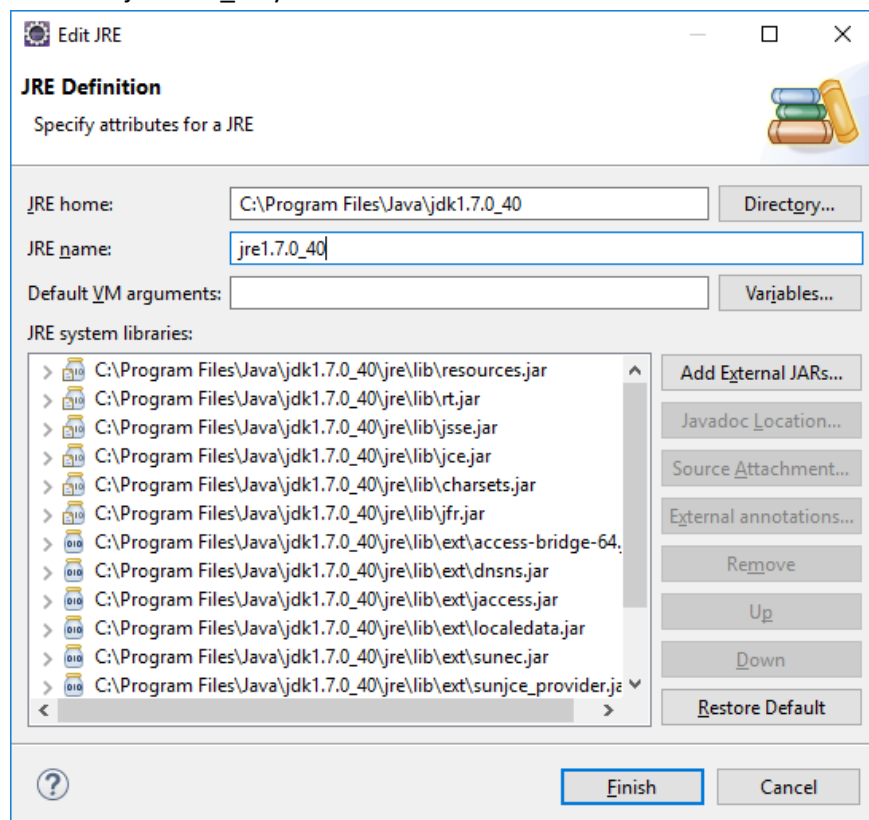 Edit JRE
JRE Definition
Specify attributes for a JRE
JRE home: C:\Program Files\Java\jdk1.7.0_40 Directory...
JRE name: jre1.7.0_40
Default VM arguments: Variables...
JRE system libraries:
C:\Program Files\Java\jdk1.7.0_40\jre\lib\resources.jar Add External JARs...
C:\Program Files\Java\jdk1.7.0_40\jre\lib\rt.jar
C:\Program Files\Java\jdk1.7.0_40\jre\lib\jsse.jar Javadoc Location...
C:\Program Files\Java\jdk1.7.0_40\jre\lib\jce.jar Source Attachment...
C:\Program Files\Java\jdk1.7.0_40\jre\lib\charsets.jar
C:\Program Files\Java\jdk1.7.0_40\jre\lib\jfr.jar External annotations...
C:\Program Files\Java\jdk1.7.0_40\jre\lib\ext\access-bridge-64.
C:\Program Files\Java\jdk1.7.0_40\jre\lib\ext\dnsns.jar Remove
C:\Program Files\Java\jdk1.7.0_40\jre\lib\ext\jaccess.jar Up
C:\Program Files\Java\jdk1.7.0_40\jre\lib\ext\localedata.jar
C:\Program Files\Java\jdk1.7.0_40\jre\lib\ext\sunec.jar Down
C:\Program Files\Java\jdk1.7.0_40\jre\lib\ext\sunjce_provider.ja
Restore Default
Finish Cancel